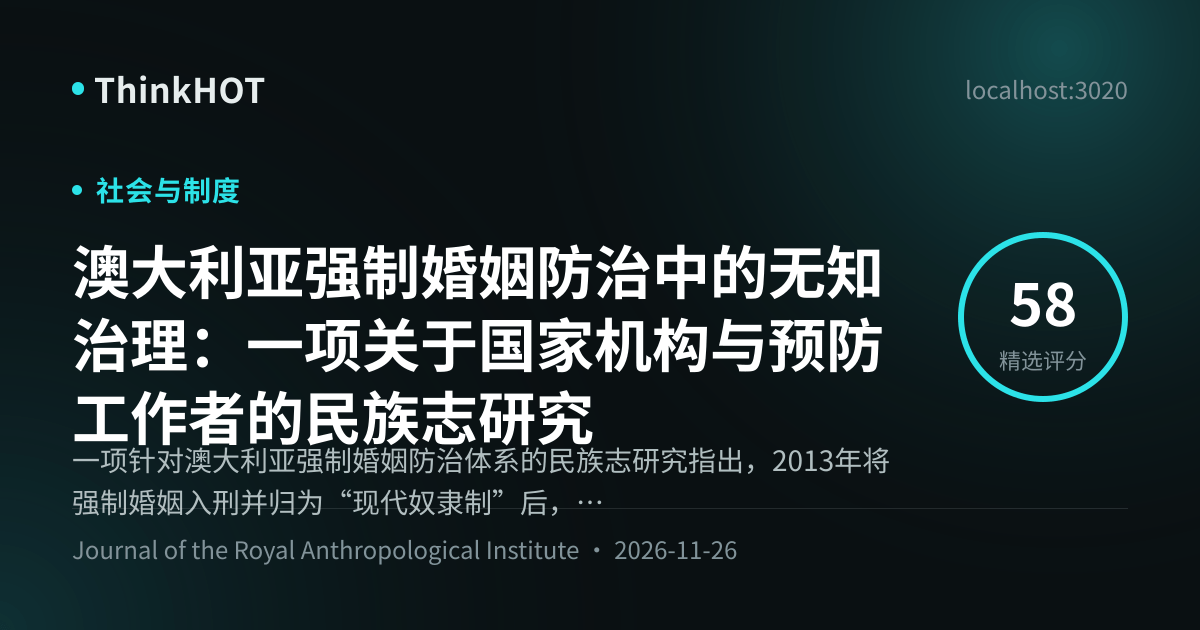 ThinkHOT
localhost:3020
社会与制度
澳大利亚强制婚姻防治中的无知
治理：一项关于国家机构与预防
工作者的民族志研究
58
精选评分
一项针对澳大利亚强制婚姻防治体系的民族志研究指出，2013年将
强制婚姻入刑并归为“现代奴隶制”后，…
Journal of the Royal Anthropological Institute • 2026-11-26